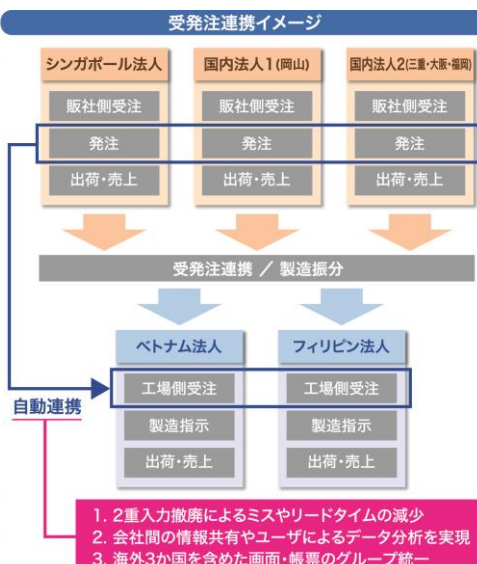 受発注連携イメージ
シンガポール法人
国内法人1(岡山)
国内法人2(三重・大阪・福岡)
販社側受注
販社側受注
販社側受注
発注
発注
発注
出荷・売上
出荷・売上
出荷・売上
受発注連携 ／ 製造振分
ベトナム法人
フィリピン法人
工場側受注
工場側受注
自動連携
製造指示
製造指示
出荷・売上
出荷・売上
1. 2重入力撤廃によるミスやリードタイムの減少
2. 会社間の情報共有やユーザによるデータ分析を実現
3. 海外3か国を含めた画面・帳票のグループ統一